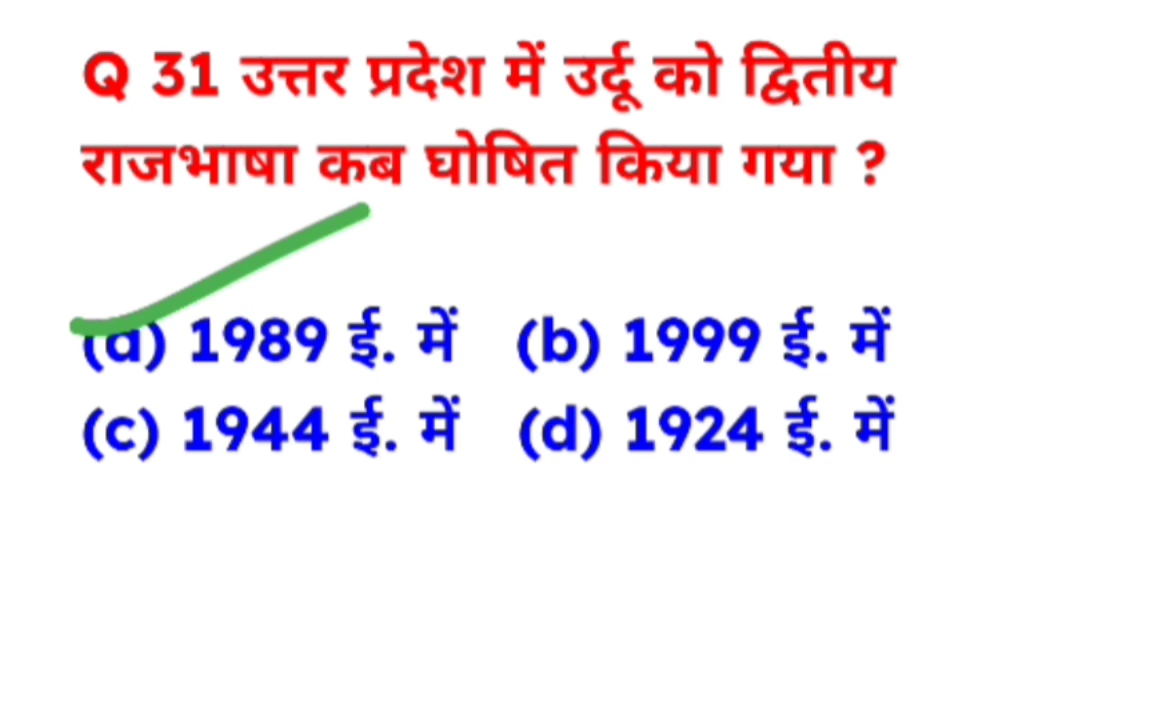 Q 31 उत्तर प्रदेश में उर्दू को द्वितीय
राजभाषा कब घोषित किया गया ?
(a) 1989 ई. में (b) 1999 ई. में
(c) 1944 ई. में (d) 1924 ई. में